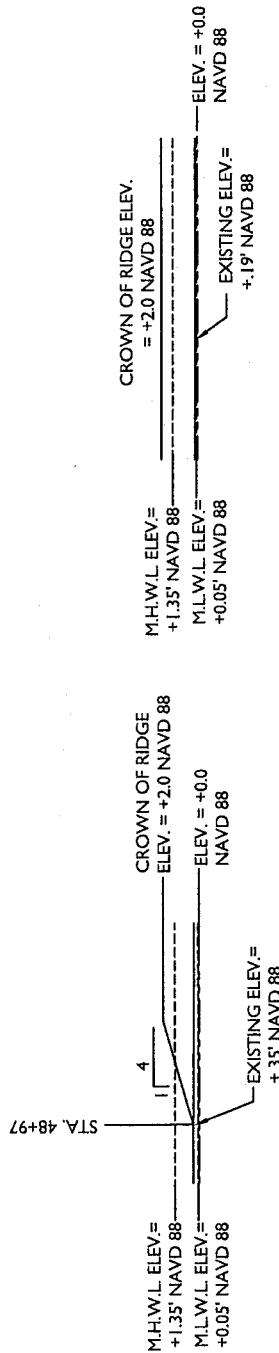 STA. 48+97
M.H.W.L. ELEV.=
+1.35' NAVD 88
M.L.W.L. ELEV.=
+0.05' NAVD 88
1
4
CROWN OF RIDGE
ELEV. = +2.0 NAVD 88
ELEV. = +0.0
NAVD 88
EXISTING ELEV.=
+.35' NAVD 88
M.H.W.L. ELEV.=
+1.35' NAVD 88
M.L.W.L. ELEV.=
+0.05' NAVD 88
CROWN OF RIDGE ELEV.
= +2.0 NAVD 88
EXISTING ELEV.=
+.19' NAVD 88
ELEV. = +0.0
NAVD 88